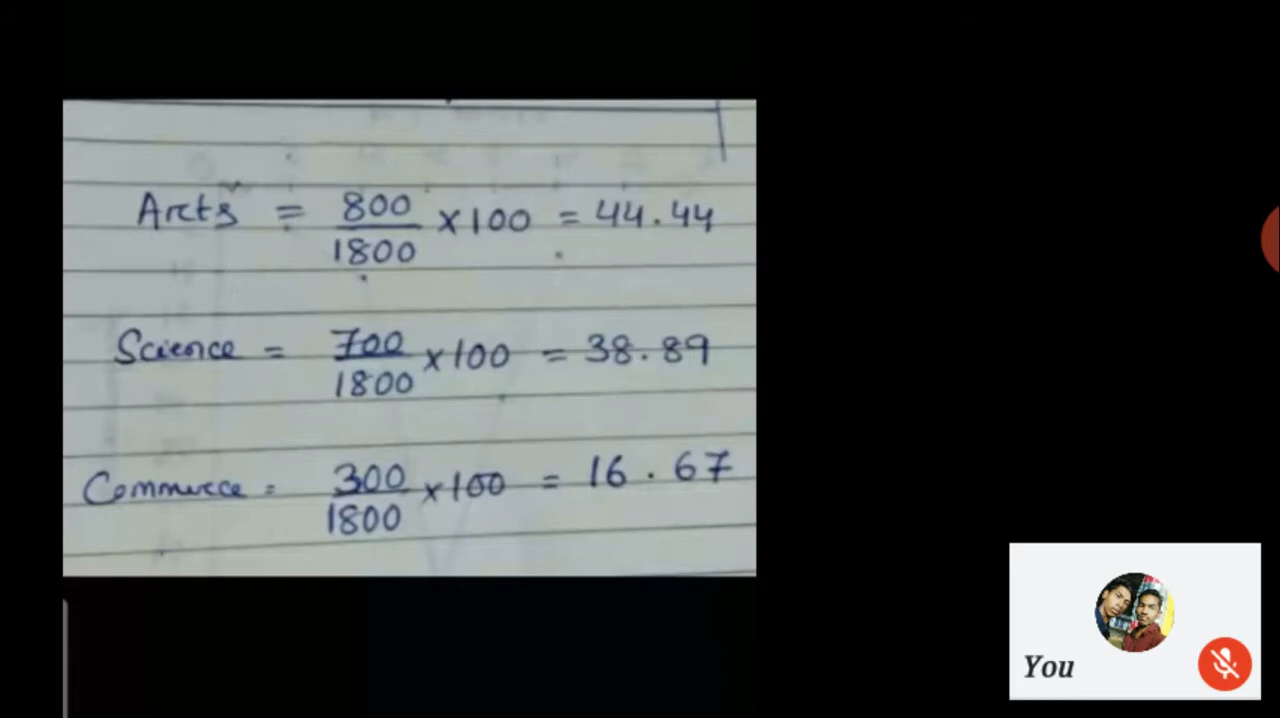 Arts = 800/1800 × 100 = 44.44
Science = 700/1800 × 100 = 38.89
Commerce = 300/1800 × 100 = 16.67
You